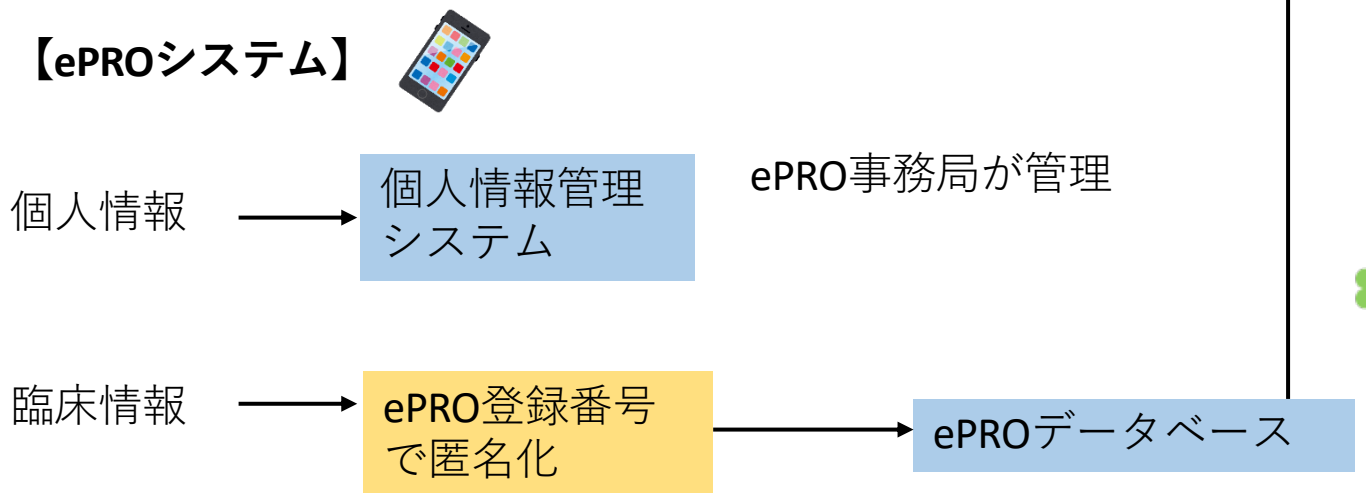 【ePROシステム】
個人情報
個人情報管理
システム
ePRO事務局が管理
臨床情報
ePRO登録番号
で匿名化
ePROデータベース